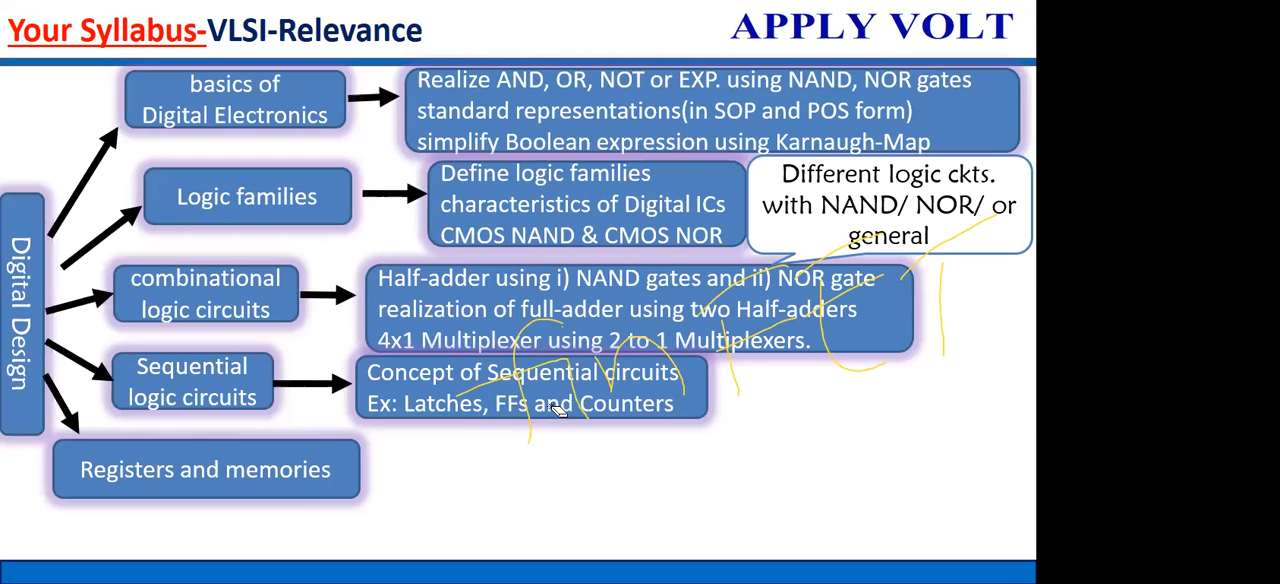 Your Syllabus-VLSI-Relevance
APPLY VOLT
Digital Design
basics of
Digital Electronics
Realize AND, OR, NOT or EXP. using NAND, NOR gates
standard representations(in SOP and POS form)
simplify Boolean expression using Karnaugh-Map
Logic families
Define logic families
characteristics of Digital ICs
CMOS NAND & CMOS NOR
Different logic ckts.
with NAND/ NOR/ or
general
combinational
logic circuits
Half-adder using i) NAND gates and ii) NOR gate
realization of full-adder using two Half-adders
4x1 Multiplexer using 2 to 1 Multiplexers.
Sequential
logic circuits
Concept of Sequential circuits
Ex: Latches, FFs and Counters
Registers and memories